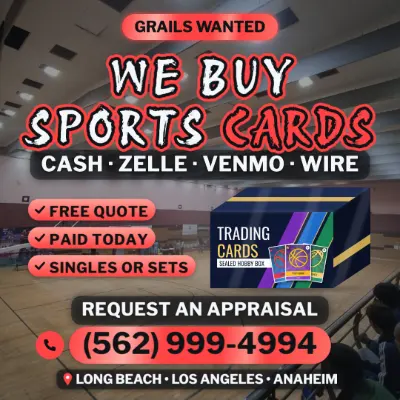 GRAILS WANTED
WE BUY
SPORTS CARDS
CASH · ZELLE · VENMO · WIRE
FREE QUOTE
PAID TODAY
SINGLES OR SETS
TRADING
CARDS
SEALED HOBBY BOX
REQUEST AN APPRAISAL
(562) 999-4994
LONG BEACH • LOS ANGELES • ANAHEIM